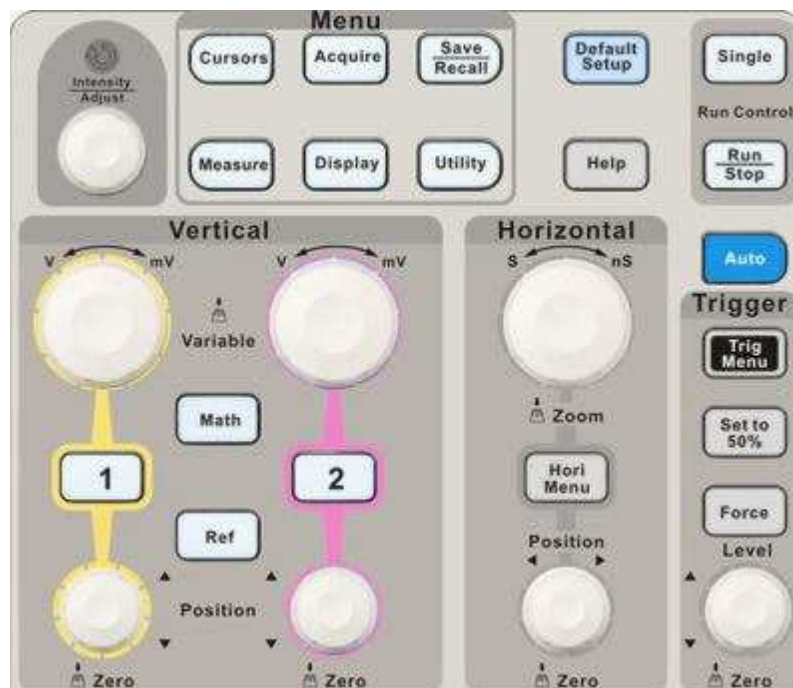 Menu
Intensity
Adjust
Cursors
Acquire
Save
Recall
Default
Setup
Single
Run Control
Measure
Display
Utility
Help
Run
Stop
Vertical
Horizontal
Auto
V
mV
V
mV
S
nS
Trigger
Variable
Trig
Menu
Math
Zoom
Set to
50%
1
2
Hori
Menu
Ref
Force
Position
Level
Position
Zero
Zero
Zero
Zero